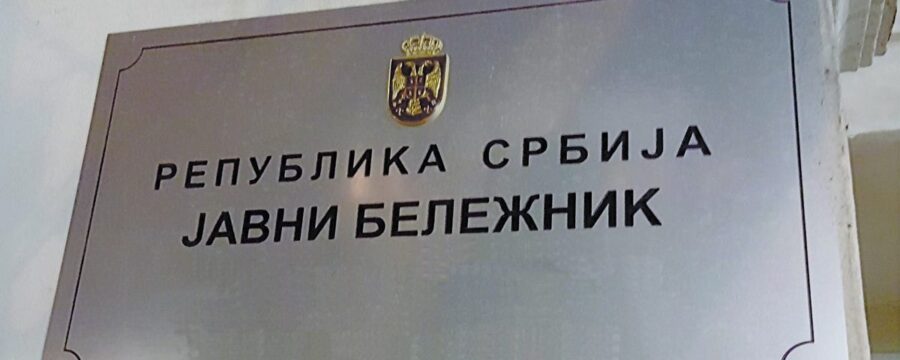 РЕПУБЛИКА СРБИЈА
ЈАВНИ БЕЛЕЖНИК